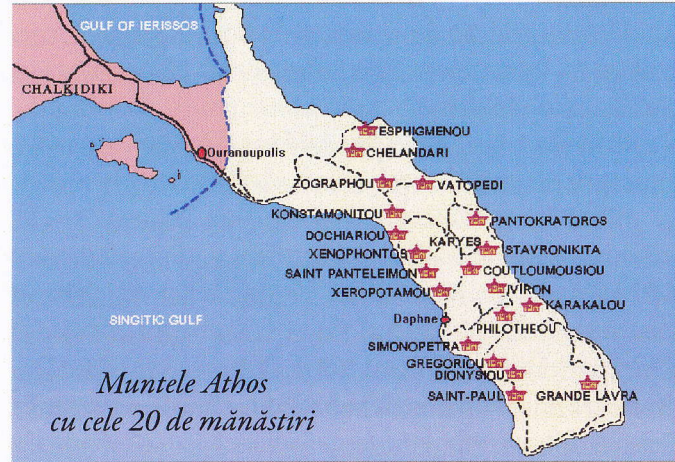 GULF OF IERISSOS
CHALKIDIKI
ESPHIGMENOU
Ouranoupolis
CHELANDARI
ZOGRAPHOU
VATOPEDI
KONSTAMONITOU
PANTOKRATOROS
DOCHIARIOU
KARYES
STAVRONIKITA
XENOPHONTOS
SAINT PANTELEIMON
COUTLOUMOUSIOU
XEROPOTAMOU
IVIRON
KARAKALOU
SINGITIC GULF
Daphne
PHILOTHEOU
SIMONOPETRA
GREGORIOU
DIONYSIOU
SAINT-PAUL
GRANDE LAVRA
Muntele Athos
cu cele 20 de mănăstiri